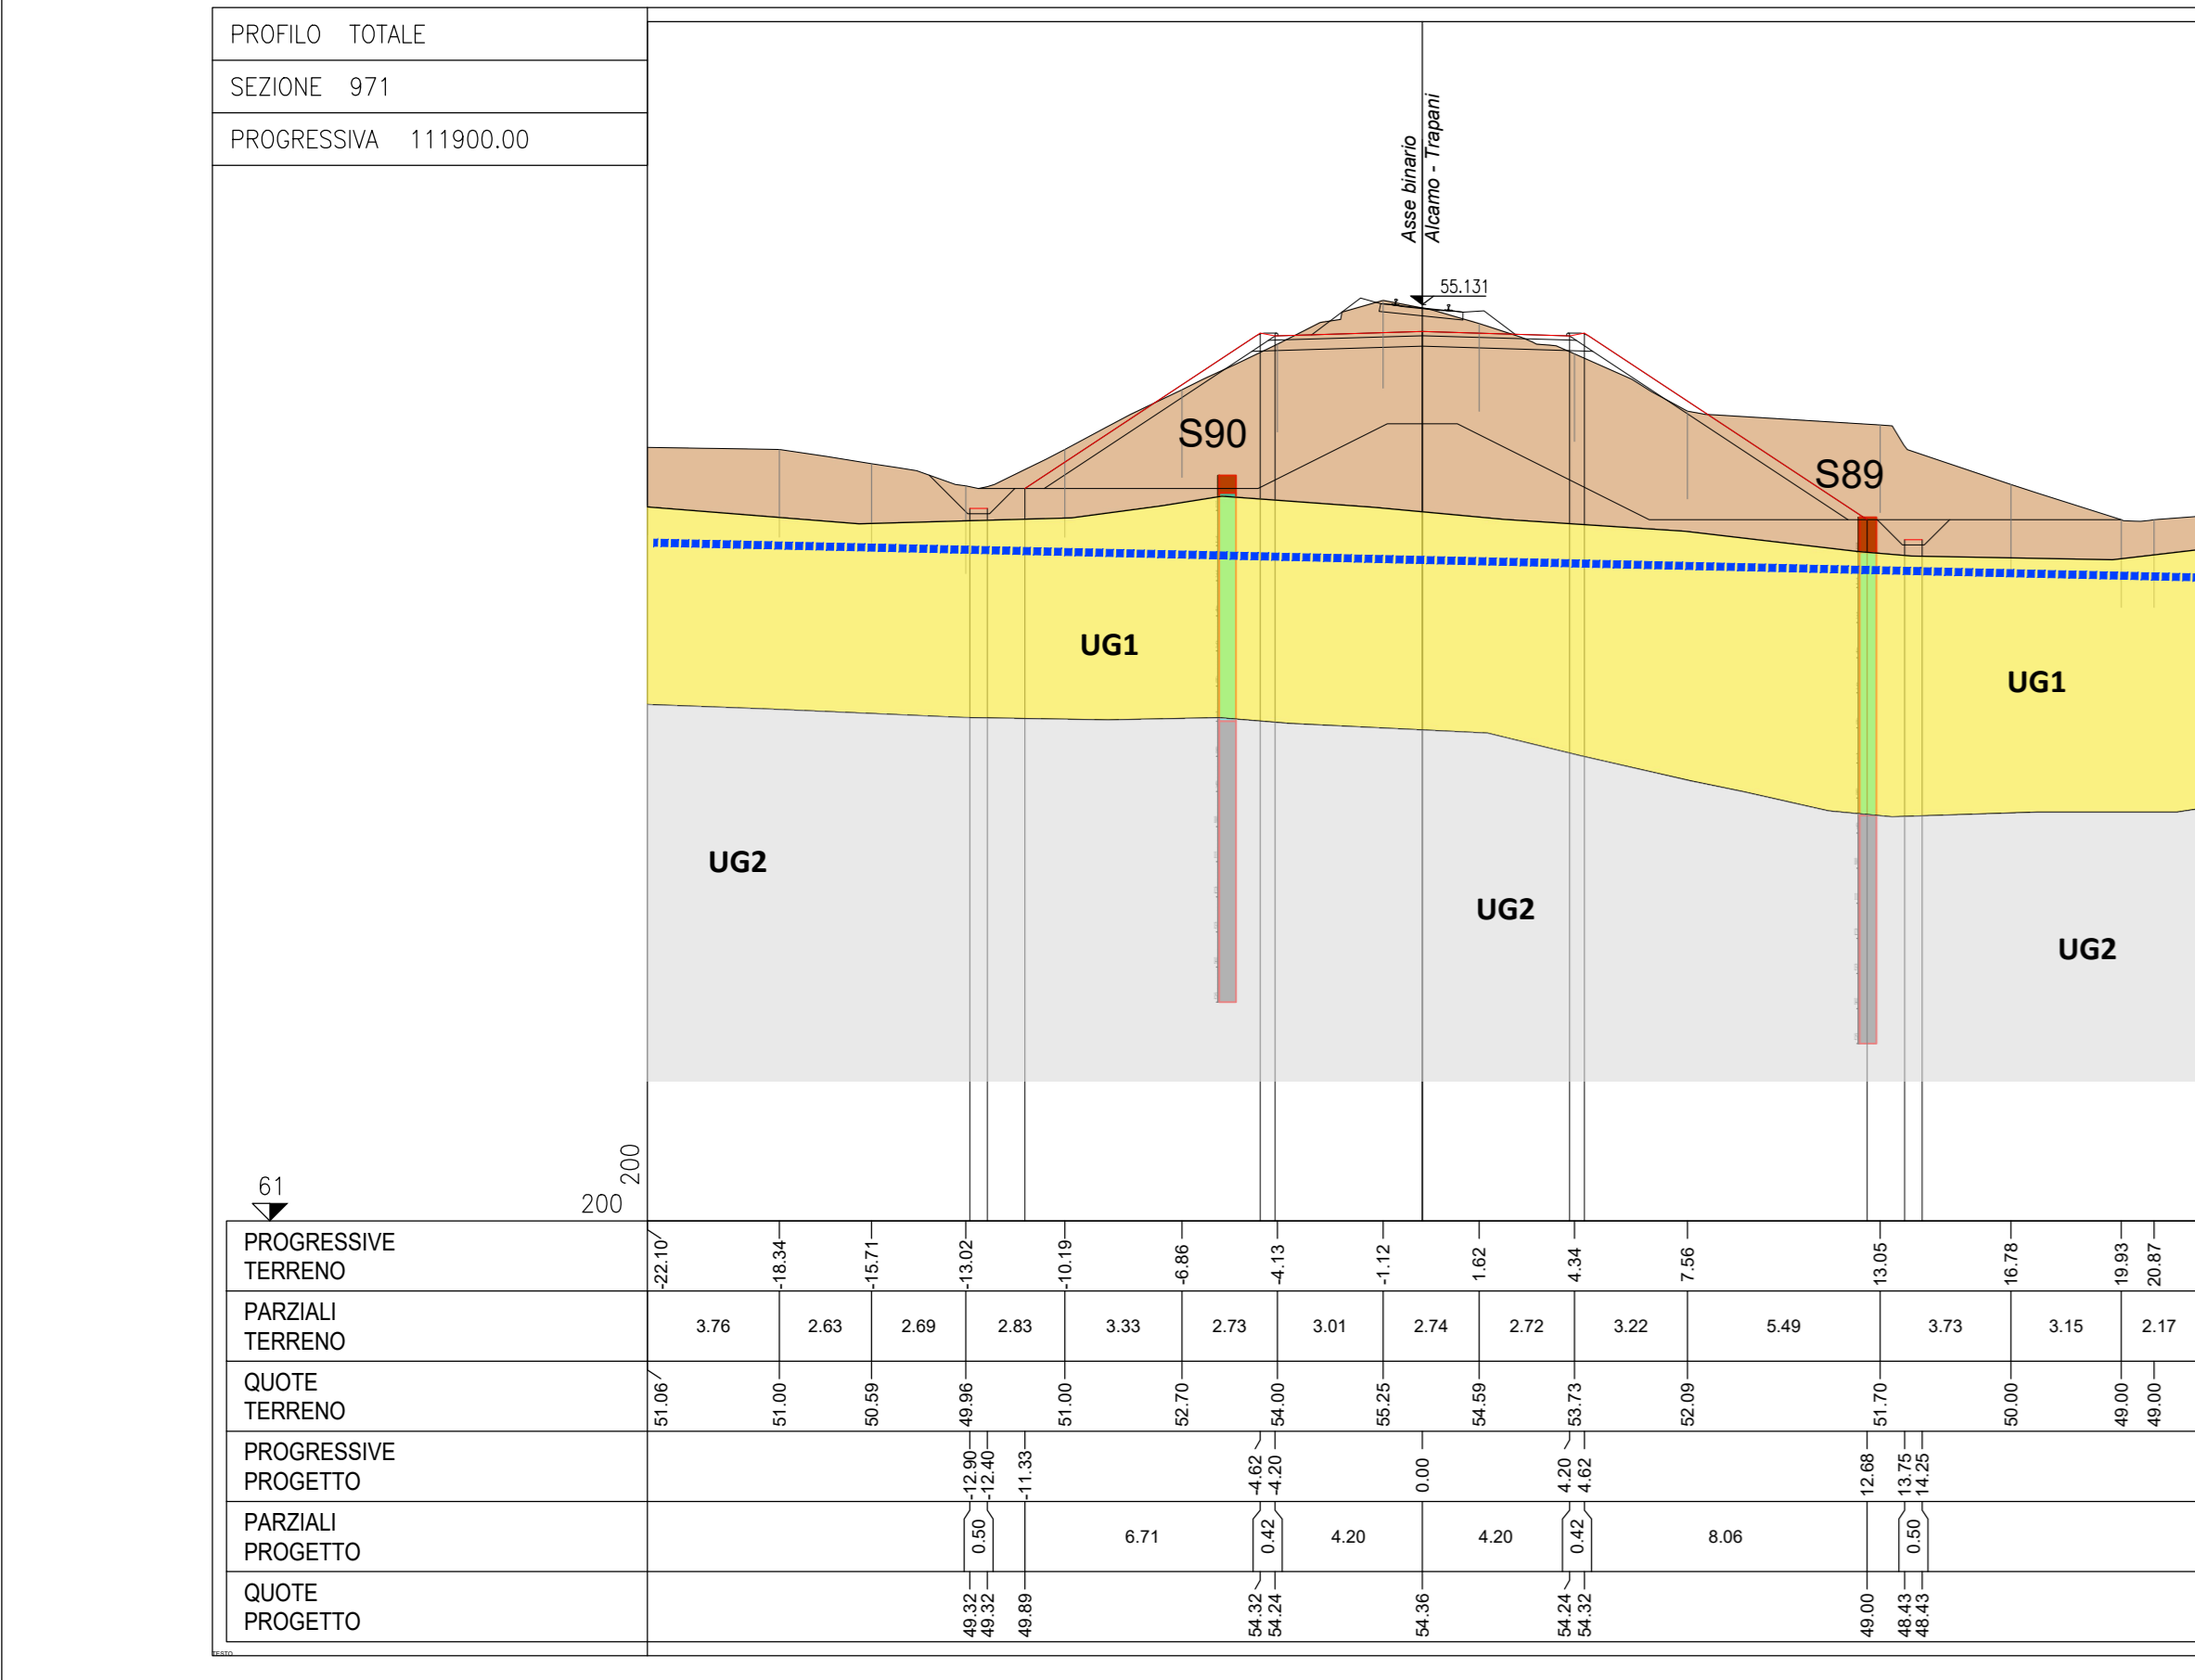 PROFILO TOTALE
SEZIONE 971
PROGRESSIVA 111900.00
Asse binario
Alcamo - Trapani
55.131
S90
S89
UG1
UG1
UG2
UG2
UG2
61
200
200
PROGRESSIVE
TERRENO
-22.10 -18.34 -15.71 -13.02 -10.19 -6.86 -4.13 -1.12 1.62 4.34 7.56 13.05 16.78 19.93 20.87
PARZIALI
TERRENO
3.76 2.63 2.69 2.83 3.33 2.73 3.01 2.74 2.72 3.22 5.49 3.73 3.15 2.17
QUOTE
TERRENO
51.06 51.00 50.59 49.96 51.00 52.70 54.00 55.25 54.59 53.73 52.09 51.70 50.00 49.00 49.00
PROGRESSIVE
PROGETTO
-12.90 -12.40 -11.33 -4.62 -4.20 0.00 4.20 4.62 12.68 13.75 14.25
PARZIALI
PROGETTO
0.50 6.71 0.42 4.20 4.20 0.42 8.06 0.50
QUOTE
PROGETTO
49.32 49.32 49.89 54.32 54.24 54.36 54.24 54.32 49.00 48.43 48.43
TESTO